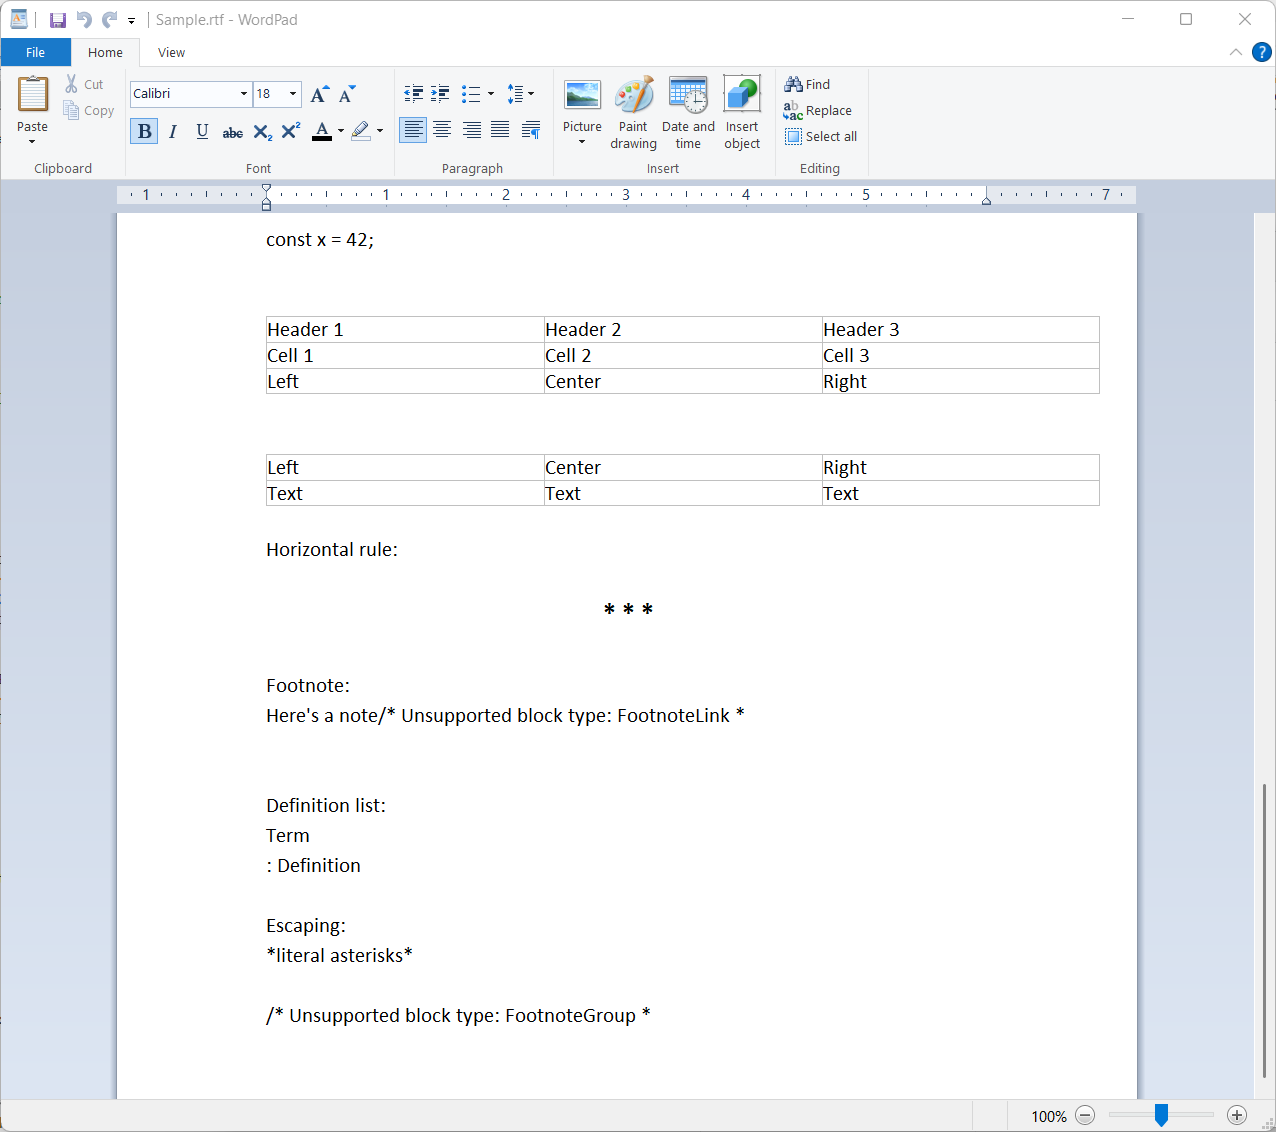 Sample.rtf - WordPad
File Home View
Paste
Cut
Copy
Clipboard
Calibri 18
B I U abc X₂ X² A
Font
Paragraph
Picture
Paint drawing
Date and time
Insert object
Insert
Find
Replace
Select all
Editing
1 1 2 3 4 5 7
const x = 42;
Header 1 Header 2 Header 3
Cell 1 Cell 2 Cell 3
Left Center Right
Left Center Right
Text Text Text
Horizontal rule:
* * *
Footnote:
Here's a note/* Unsupported block type: FootnoteLink *
Definition list:
Term
: Definition
Escaping:
*literal asterisks*
/* Unsupported block type: FootnoteGroup *
100%